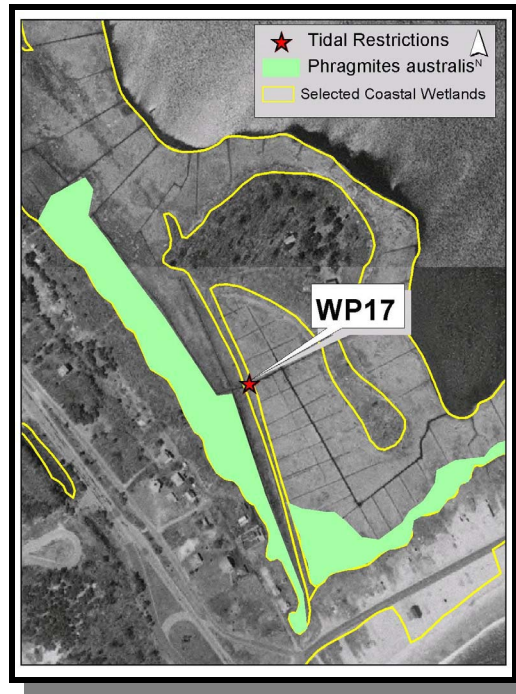 Tidal Restrictions
Phragmites australis
N
Selected Coastal Wetlands
WP17